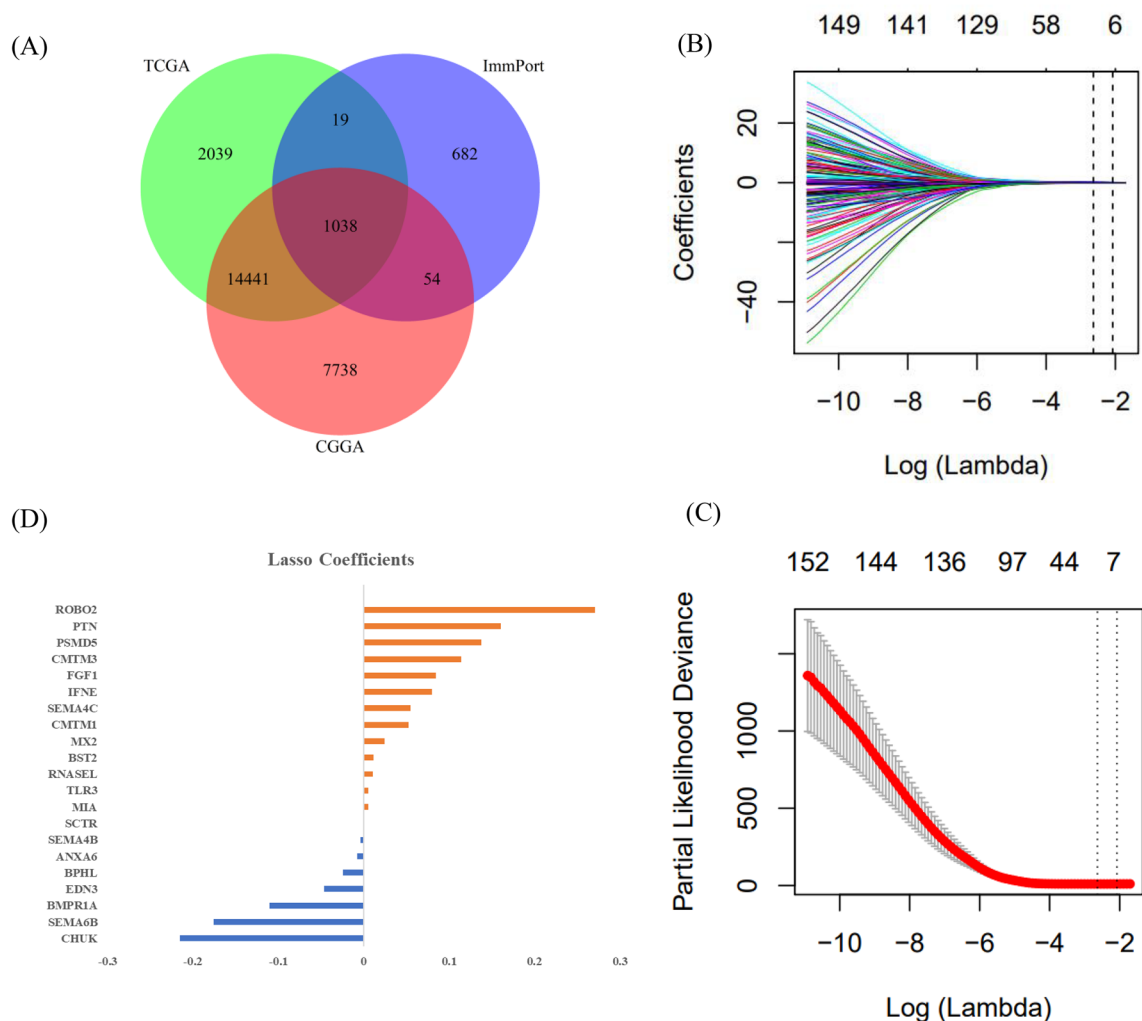 (A)
TCGA
ImmPort
19
2039
682
1038
14441
54
7738
CGGA
(B)
149 141 129 58 6
20
0
−40
Coefficients
−10 −8 −6 −4 −2
Log (Lambda)
(D)
Lasso Coefficients
ROBO2
PTN
PSMD5
CMTM3
FGF1
IFNE
SEMA4C
CMTM1
MX2
BST2
RNASEL
TLR3
MIA
SCTR
SEMA4B
ANXA6
BPHL
EDN3
BMPR1A
SEMA6B
CHUK
-0.3 -0.2 -0.1 0 0.1 0.2 0.3
(C)
152 144 136 97 44 7
1000
500
0
Partial Likelihood Deviance
−10 −8 −6 −4 −2
Log (Lambda)